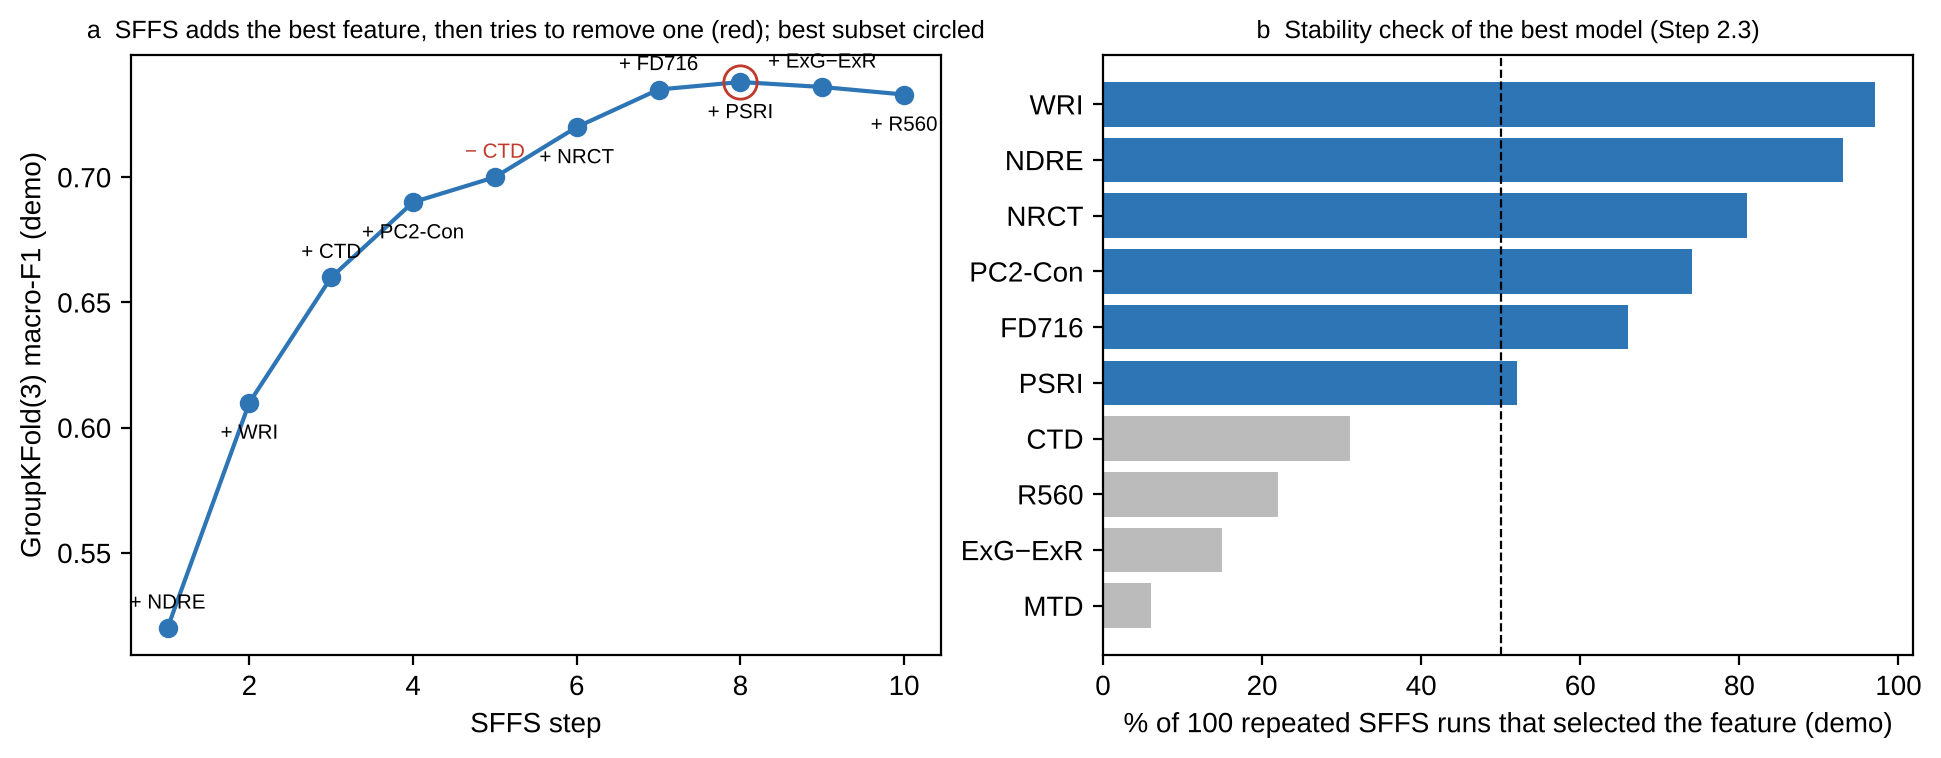 a  SFFS adds the best feature, then tries to remove one (red); best subset circled
GroupKFold(3) macro-F1 (demo)
0.70
0.65
0.60
0.55
+ NDRE
+ WRI
+ CTD
+ PC2-Con
− CTD
+ NRCT
+ FD716
+ PSRI
+ ExG−ExR
+ R560
2
4
6
8
10
SFFS step
b  Stability check of the best model (Step 2.3)
WRI
NDRE
NRCT
PC2-Con
FD716
PSRI
CTD
R560
ExG−ExR
MTD
0
20
40
60
80
100
% of 100 repeated SFFS runs that selected the feature (demo)